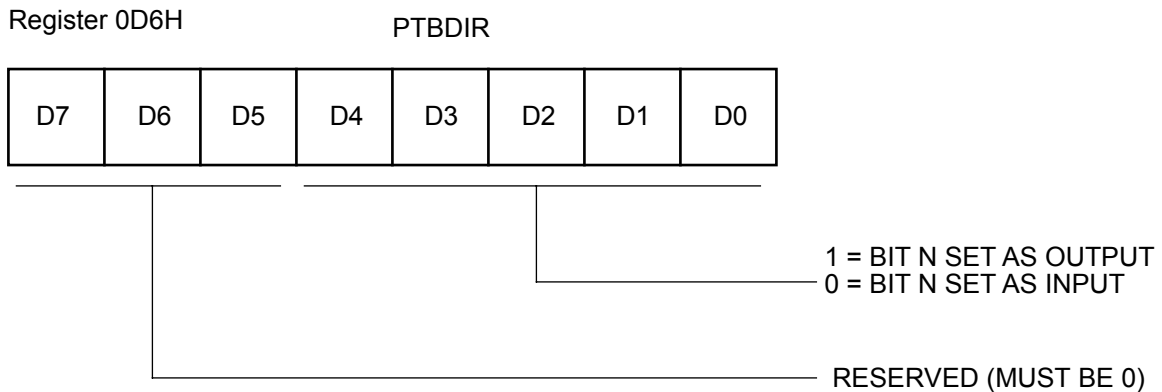 Register 0D6H
PTBDIR
D7 D6 D5 D4 D3 D2 D1 D0
1 = BIT N SET AS OUTPUT
0 = BIT N SET AS INPUT
RESERVED (MUST BE 0)